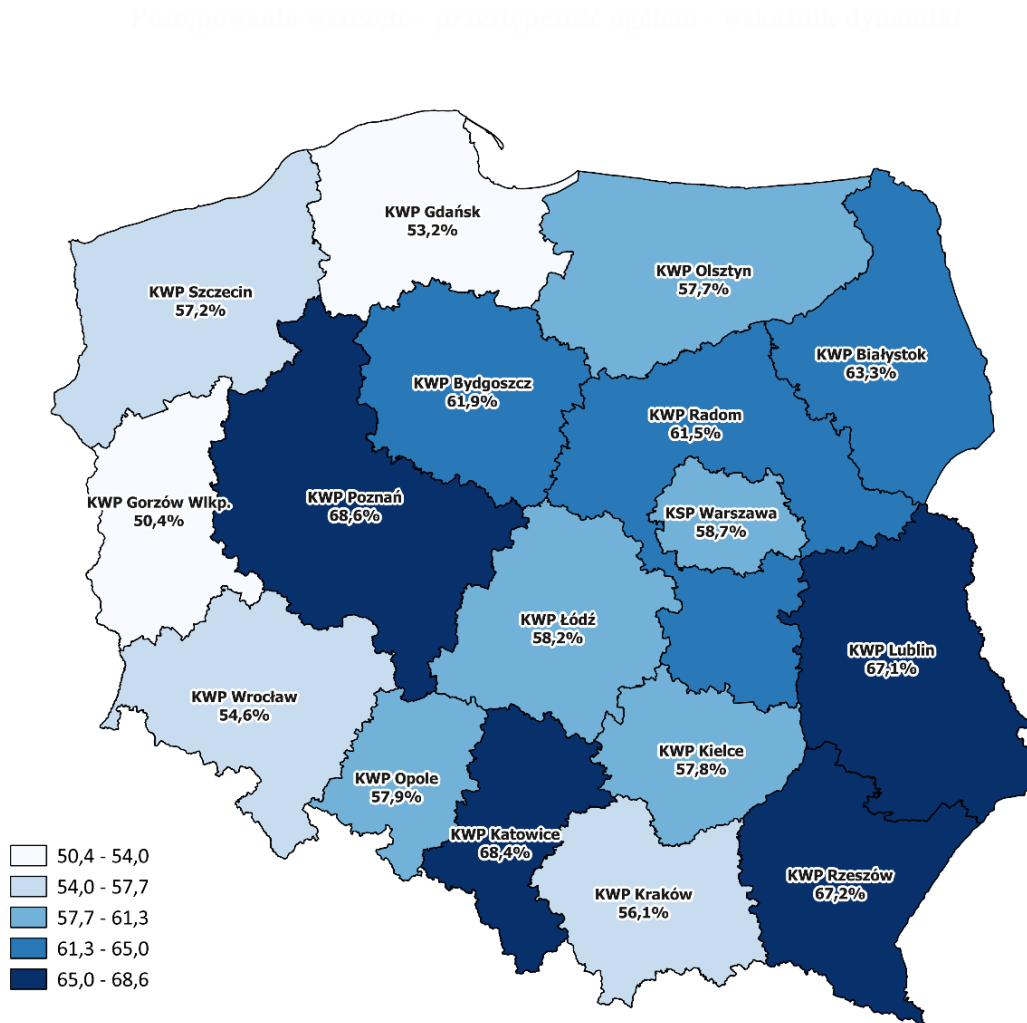 KWP Gdańsk
53,2%
KWP Olsztyn
57,7%
KWP Szczecin
57,2%
KWP Białystok
63,3%
KWP Bydgoszcz
61,9%
KWP Radom
61,5%
KWP Gorzów Wlkp.
50,4%
KWP Poznań
68,6%
KSP Warszawa
58,7%
KWP Łódź
58,2%
KWP Lublin
67,1%
KWP Wrocław
54,6%
KWP Kielce
57,8%
KWP Opole
57,9%
KWP Katowice
68,4%
KWP Rzeszów
67,2%
KWP Kraków
56,1%
50,4 - 54,0
54,0 - 57,7
57,7 - 61,3
61,3 - 65,0
65,0 - 68,6